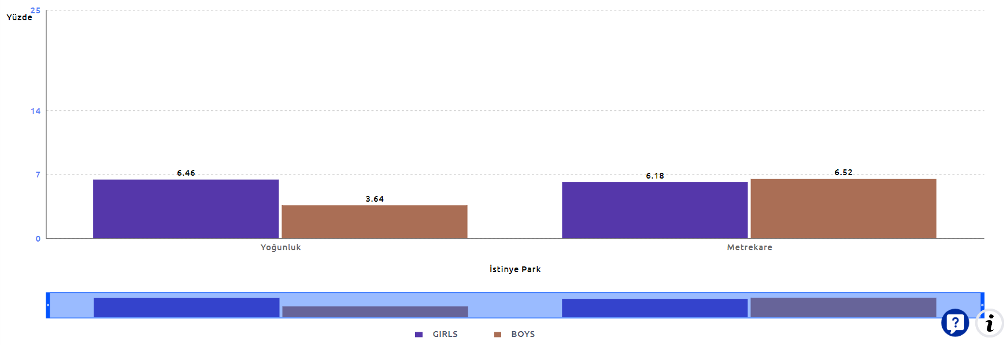 Yüzde
25
14
7
0
6.46
3.64
6.18
6.52
Yoğunluk
Metrekare
İstinye Park
GIRLS
BOYS
?
i